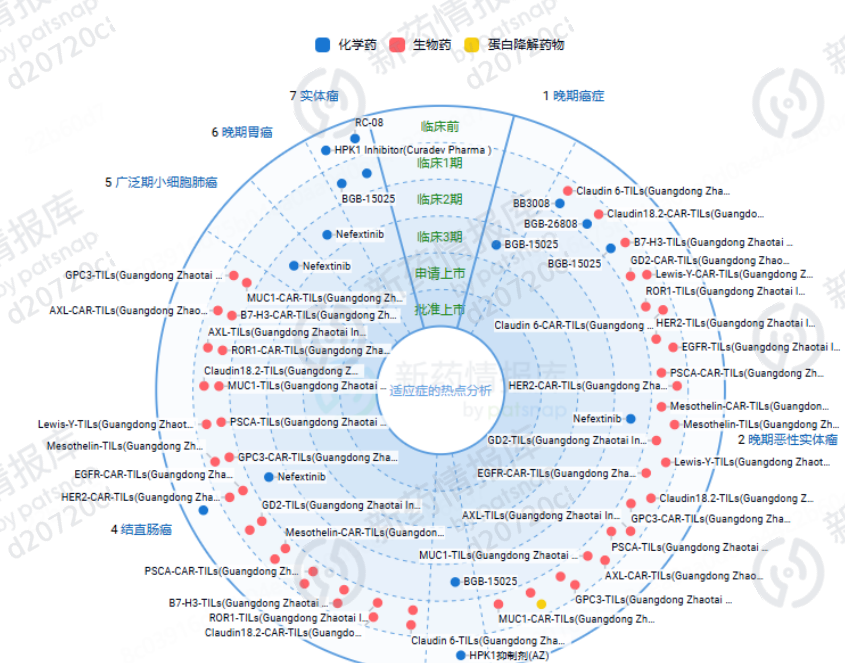 化学药 生物药 蛋白降解药物
7 实体瘤
1 晚期癌症
RC-08
临床前
6 晚期胃癌
HPK1 Inhibitor(Curadev Pharma )
临床1期
5 广泛期小细胞肺癌
BGB-15025
临床2期
Claudin 6-TILs(Guangdong Zha...
BB3008
Claudin18.2-CAR-TILs(Guangdo...
BGB-26808
Nefextinib
临床3期
BGB-15025
B7-H3-TILs(Guangdong Zhaotai ...
GD2-CAR-TILs(Guangdong Zhao...
BGB-15025
Nefextinib
GPC3-TILs(Guangdong Zhaotai ...
申请上市
Lewis-Y-CAR-TILs(Guangdong Z...
ROR1-TILs(Guangdong Zhaotai I...
MUC1-CAR-TILs(Guangdong Zh...
AXL-CAR-TILs(Guangdong Zhao...
B7-H3-CAR-TILs(Guangdong Zh...
批准上市
Claudin 6-CAR-TILs(Guangdong ...
HER2-TILs(Guangdong Zhaotai I...
AXL-TILs(Guangdong Zhaotai In...
ROR1-CAR-TILs(Guangdong Zha...
EGFR-TILs(Guangdong Zhaotai I...
Claudin18.2-TILs(Guangdong Z...
PSCA-CAR-TILs(Guangdong Zh...
MUC1-TILs(Guangdong Zhaotai ...
适应症的热点分析
HER2-CAR-TILs(Guangdong Zha...
Mesothelin-CAR-TILs(Guangdon...
Lewis-Y-TILs(Guangdong Zhaot...
PSCA-TILs(Guangdong Zhaotai ...
Nefextinib
Mesothelin-TILs(Guangdong Zh...
2 晚期恶性实体瘤
Mesothelin-TILs(Guangdong Zh...
GD2-TILs(Guangdong Zhaotai In...
GPC3-CAR-TILs(Guangdong Zha...
Lewis-Y-TILs(Guangdong Zhaot...
EGFR-CAR-TILs(Guangdong Zha...
Nefextinib
EGFR-CAR-TILs(Guangdong Zha...
HER2-CAR-TILs(Guangdong Zha...
Claudin18.2-TILs(Guangdong Z...
GD2-TILs(Guangdong Zhaotai In...
AXL-TILs(Guangdong Zhaotai In...
GPC3-CAR-TILs(Guangdong Zha...
4 结直肠癌
Mesothelin-CAR-TILs(Guangdon...
PSCA-TILs(Guangdong Zhaotai ...
MUC1-TILs(Guangdong Zhaotai ...
PSCA-CAR-TILs(Guangdong Zh...
AXL-CAR-TILs(Guangdong Zhao...
BGB-15025
B7-H3-TILs(Guangdong Zhaotai ...
GPC3-TILs(Guangdong Zhaotai ...
ROR1-TILs(Guangdong Zhaotai I...
MUC1-CAR-TILs(Guangdong Zh...
Claudin18.2-CAR-TILs(Guangdo...
Claudin 6-TILs(Guangdong Zha...
HPK1抑制剂(AZ)
新药情报库
by patsnap